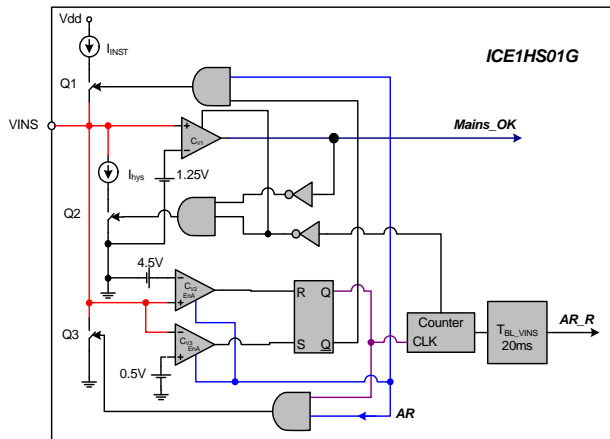 Vdd
I_INST
ICE1HS01G
Q1
VINS
+
C_V1
−
Mains_OK
I_hys
1.25V
Q2
4.5V
−
C_V2
EnA
+
R Q
Q3
−
C_V3
EnA
+
S Q
Counter
CLK
T_BL_VINS
20ms
AR_R
0.5V
AR